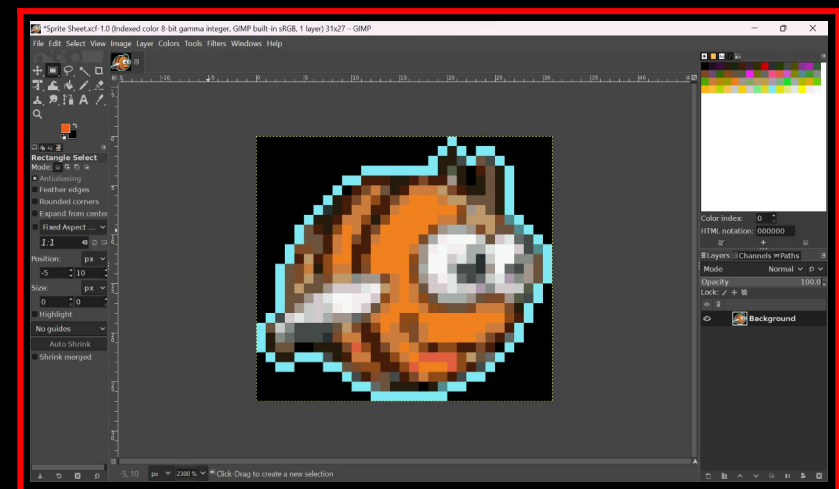 *Sprite Sheet.xcf-1.0 (Indexed color 8-bit gamma integer, GIMP built-in sRGB, 1 layer) 31x27 – GIMP
File Edit Select View Image Layer Colors Tools Filters Windows Help
Rectangle Select
Mode:
Antialiasing
Feather edges
Rounded corners
Expand from center
Fixed Aspect ...
1:1
Position: px
-5 10
Size: px
0 0
Highlight
No guides
Auto Shrink
Shrink merged
Color index: 0
HTML notation: 000000
Layers Channels Paths
Mode Normal
Opacity 100.0
Lock:
Background
-5, 10 px 2300 % Click-Drag to create a new selection